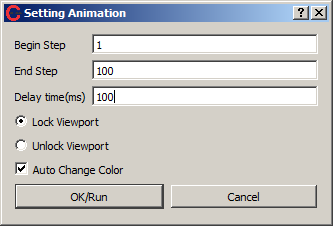 Setting Animation
Begin Step 1
End Step 100
Delay time(ms) 100
Lock Viewport
Unlock Viewport
Auto Change Color
OK/Run Cancel